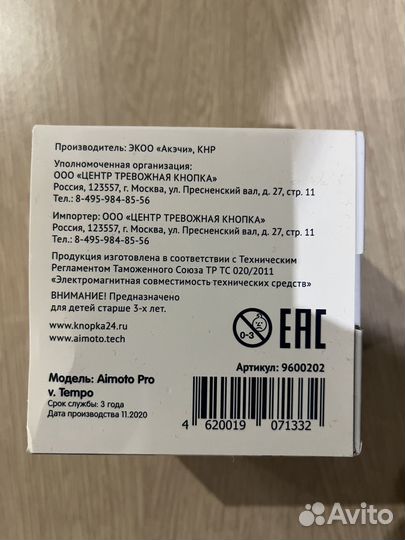 Производитель: ЭКОО «Акэчи», КНР
Уполномоченная организация:
ООО «ЦЕНТР ТРЕВОЖНАЯ КНОПКА»
Россия, 123557, г. Москва, ул. Пресненский вал, д. 27, стр. 11
Тел.: 8-495-984-85-56
Импортер: ООО «ЦЕНТР ТРЕВОЖНАЯ КНОПКА»
Россия, 123557, г. Москва, ул. Пресненский вал, д. 27, стр. 11
Тел.: 8-495-984-85-56
Продукция изготовлена в соответствии с Техническим
Регламентом Таможенного Союза ТР ТС 020/2011
«Электромагнитная совместимость технических средств»
ВНИМАНИЕ! Предназначено
для детей старше 3-х лет.
www.knopka24.ru
www.aimoto.tech
0-3
EAC
Артикул: 9600202
Модель: Aimoto Pro
v. Tempo
Срок службы: 3 года
Дата производства 11.2020
4 620019 071332
Avito